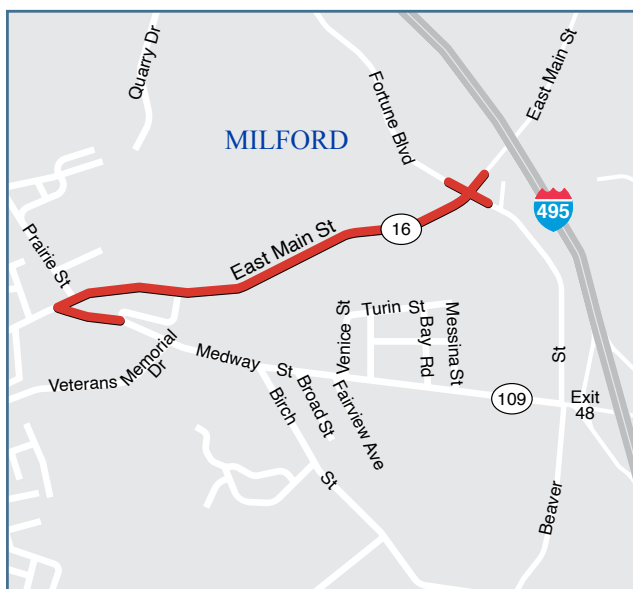 Quarry Dr
Fortune Blvd
East Main St
MILFORD
495
16
East Main St
Prairie St
Venice St
Turin St
Bay Rd
Messina St
Medway St
Memorial Dr
Veterans
Birch St
Broad St
Fairview Ave
109
Exit
48
Beaver St